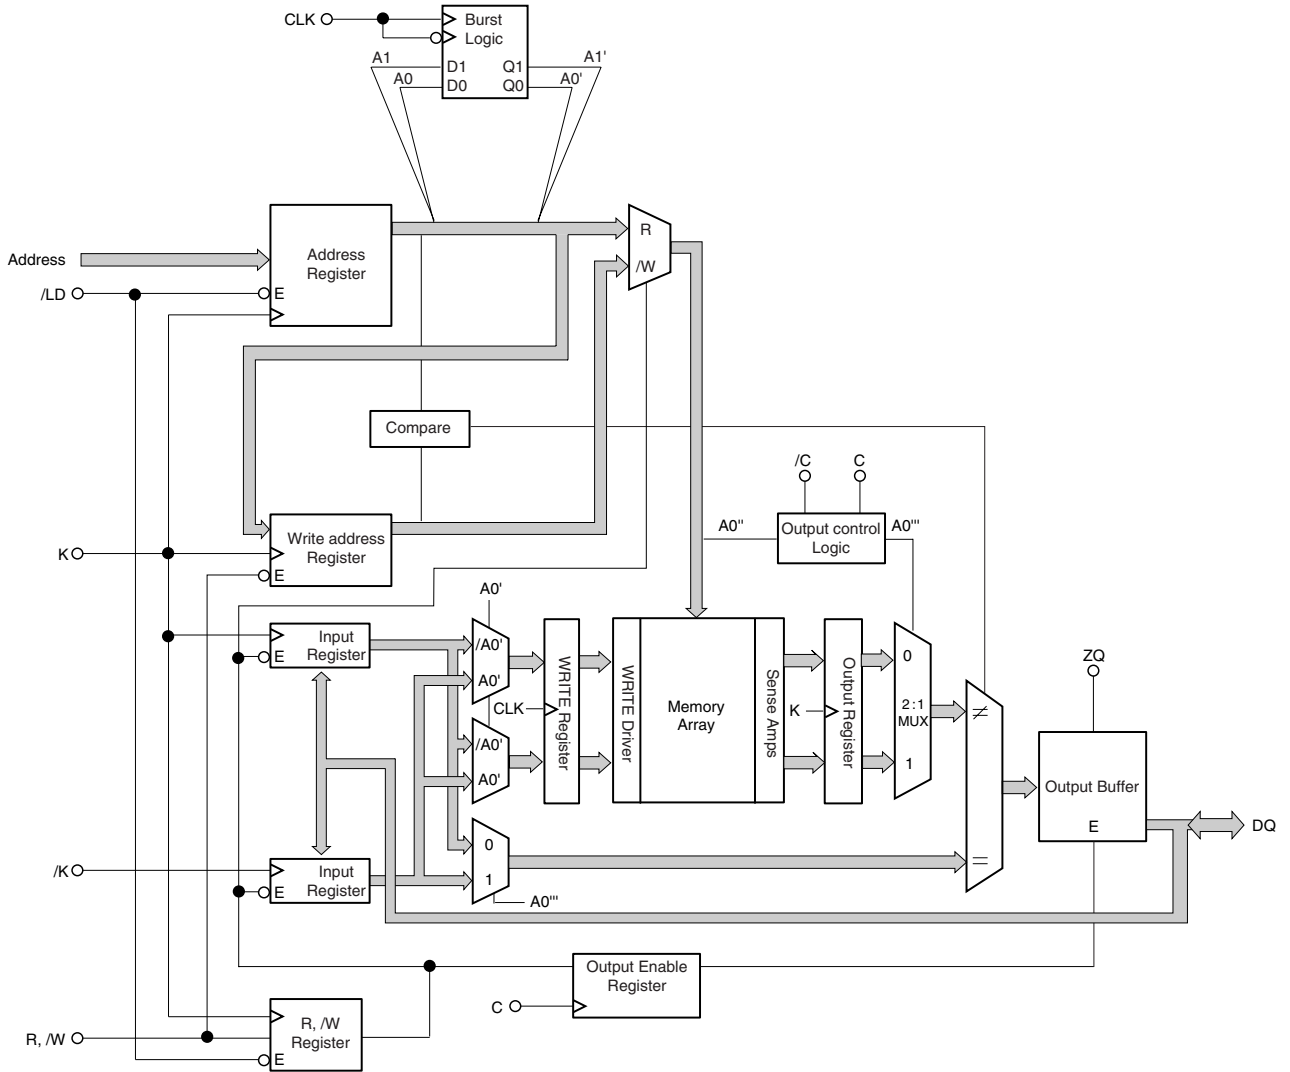 CLK
Burst
Logic
A1
D1
Q1
A1'
A0
D0
Q0
A0'
Address
Address
Register
R
/W
/LD
E
Compare
/C
C
A0''
Output control
Logic
A0'''
Write address
Register
K
E
A0'
Input
Register
E
/A0'
A0'
CLK
/A0'
A0'
WRITE Register
WRITE Driver
Memory
Array
Sense Amps
K
Output Register
0
2:1
MUX
1
≠
=
ZQ
Output Buffer
E
DQ
/K
Input
Register
E
0
1
A0'''
Output Enable
Register
C
R, /W
R, /W
Register
E